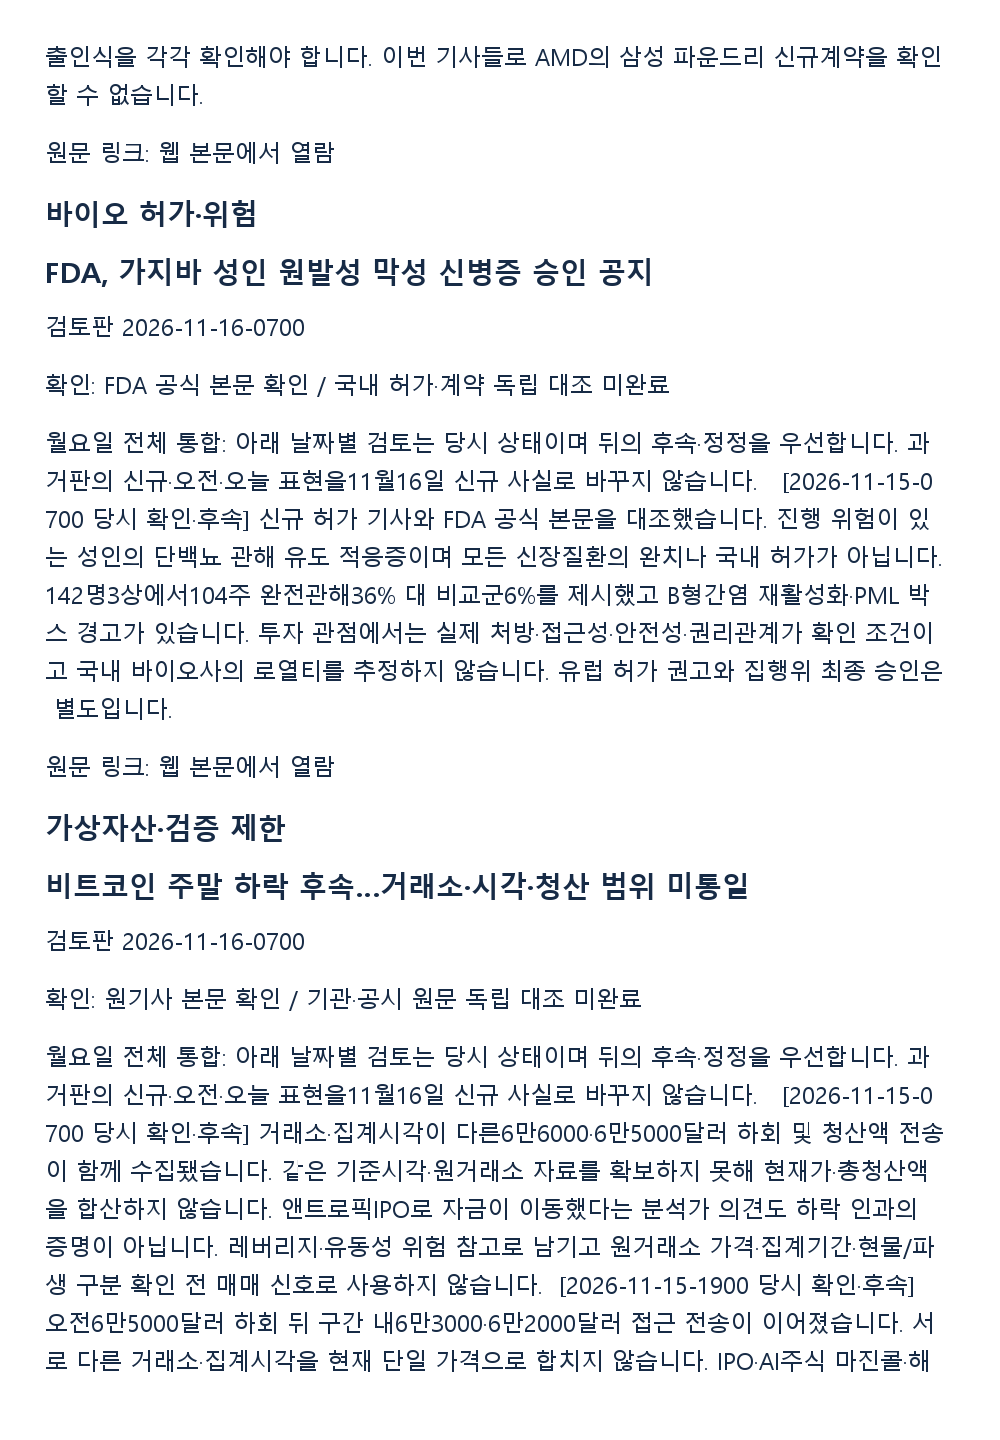 출인식을 각각 확인해야 합니다. 이번 기사들로 AMD의 삼성 파운드리 신규계약을 확인
할 수 없습니다.
원문 링크: 웹 본문에서 열람
바이오 허가·위험
FDA, 가지바 성인 원발성 막성 신병증 승인 공지
검토판 2026-11-16-0700
확인: FDA 공식 본문 확인 / 국내 허가·계약 독립 대조 미완료
월요일 전체 통합: 아래 날짜별 검토는 당시 상태이며 뒤의 후속·정정을 우선합니다. 과
거판의 신규·오전·오늘 표현을11월16일 신규 사실로 바꾸지 않습니다.   [2026-11-15-0
700 당시 확인·후속] 신규 허가 기사와 FDA 공식 본문을 대조했습니다. 진행 위험이 있
는 성인의 단백뇨 관해 유도 적응증이며 모든 신장질환의 완치나 국내 허가가 아닙니다.
142명3상에서104주 완전관해36% 대 비교군6%를 제시했고 B형간염 재활성화·PML 박
스 경고가 있습니다. 투자 관점에서는 실제 처방·접근성·안전성·권리관계가 확인 조건이
고 국내 바이오사의 로열티를 추정하지 않습니다. 유럽 허가 권고와 집행위 최종 승인은
별도입니다.
원문 링크: 웹 본문에서 열람
가상자산·검증 제한
비트코인 주말 하락 후속…거래소·시각·청산 범위 미통일
검토판 2026-11-16-0700
확인: 원기사 본문 확인 / 기관·공시 원문 독립 대조 미완료
월요일 전체 통합: 아래 날짜별 검토는 당시 상태이며 뒤의 후속·정정을 우선합니다. 과
거판의 신규·오전·오늘 표현을11월16일 신규 사실로 바꾸지 않습니다.   [2026-11-15-0
700 당시 확인·후속] 거래소·집계시각이 다른6만6000·6만5000달러 하회 및 청산액 전송
이 함께 수집됐습니다. 같은 기준시각·원거래소 자료를 확보하지 못해 현재가·총청산액
을 합산하지 않습니다. 앤트로픽IPO로 자금이 이동했다는 분석가 의견도 하락 인과의
증명이 아닙니다. 레버리지·유동성 위험 참고로 남기고 원거래소 가격·집계기간·현물/파
생 구분 확인 전 매매 신호로 사용하지 않습니다.  [2026-11-15-1900 당시 확인·후속]
오전6만5000달러 하회 뒤 구간 내6만3000·6만2000달러 접근 전송이 이어졌습니다. 서
로 다른 거래소·집계시각을 현재 단일 가격으로 합치지 않습니다. IPO·AI주식 마진콜·해